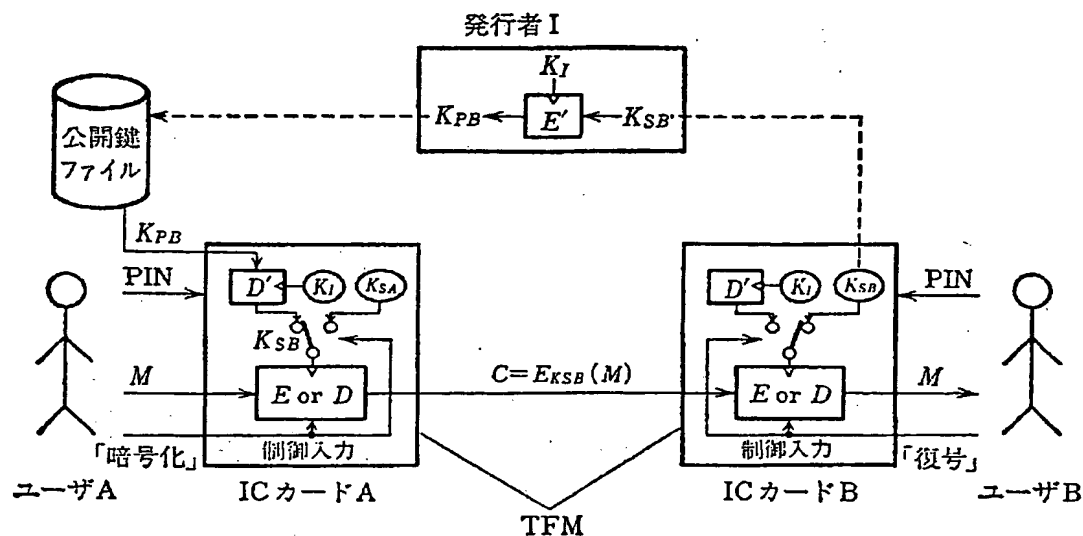 発行者 I
K_I
K_PB
E'
K_SB
公開鍵
ファイル
K_PB
PIN
D'
K_I
K_SA
K_SB
M
E or D
「暗号化」
制御入力
ユーザA
ICカードA
C=E_KSB(M)
TFM
D'
K_I
K_SB
PIN
E or D
M
制御入力
「復号」
ICカードB
ユーザB